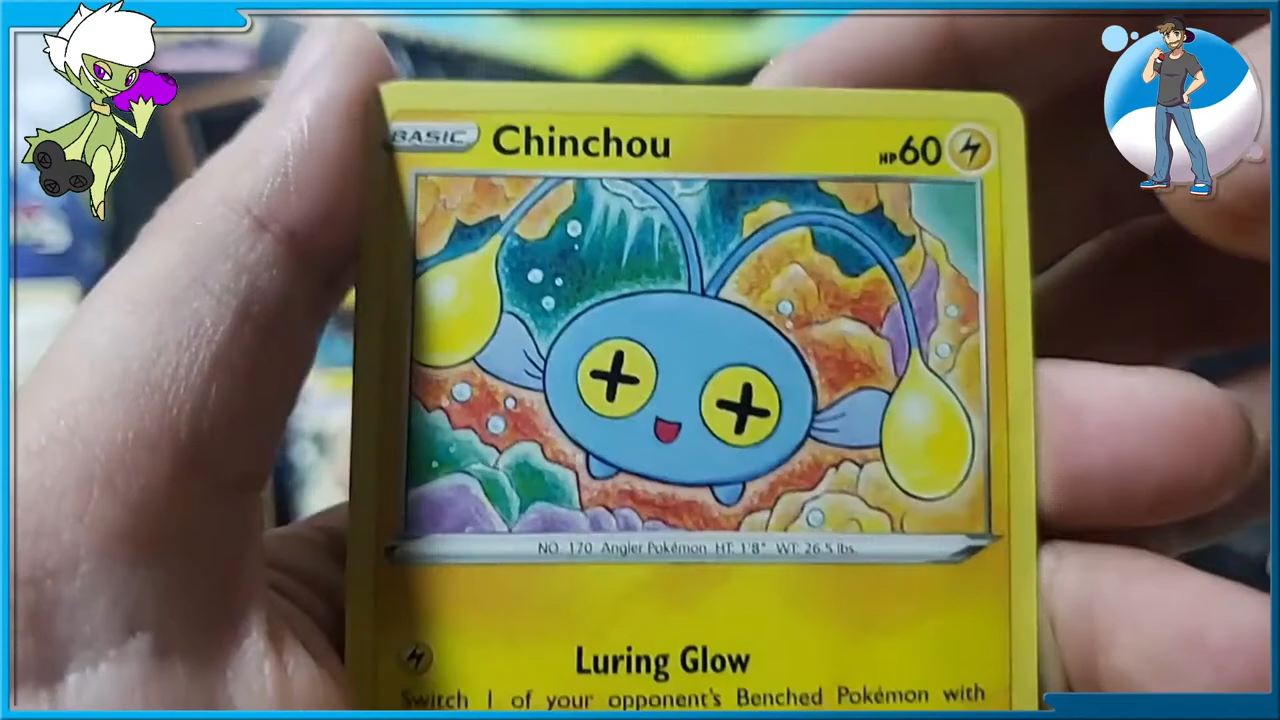 BASIC Chinchou HP60
NO. 170 Angler Pokémon HT: 1'8" WT: 26.5 lbs.
Luring Glow
Switch 1 of your opponent's Benched Pokémon with